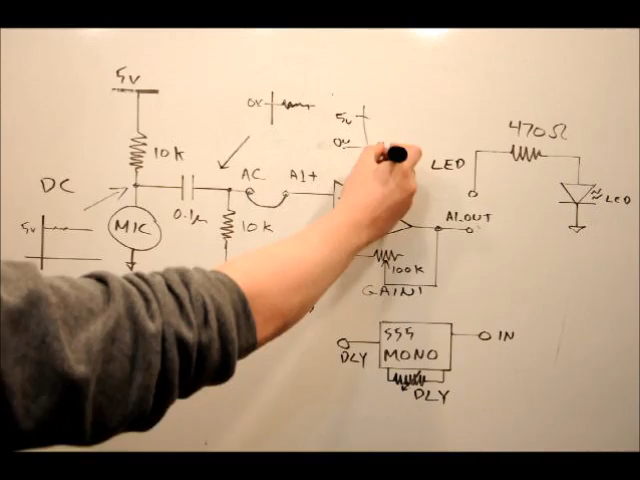 5v
10k
DC
5v
MIC
0.1µ
0v
AC
A1+
10k
5v
0v
LED
470Ω
LED
A1OUT
100k
GAIN1
555
MONO
DLY
IN
DLY